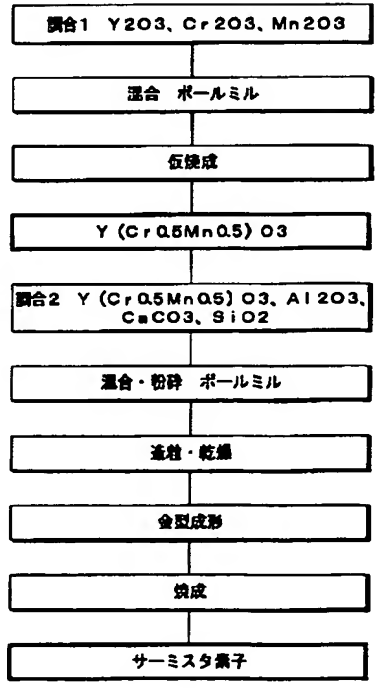 調合1 Y2O3、Cr2O3、Mn2O3
混合 ボールミル
仮焼成
Y (Cr0.5Mn0.5) O3
調合2 Y (Cr0.5Mn0.5) O3、Al2O3、
CaCO3、SiO2
混合・粉砕 ボールミル
造粒・乾燥
金型成形
焼成
サーミスタ素子